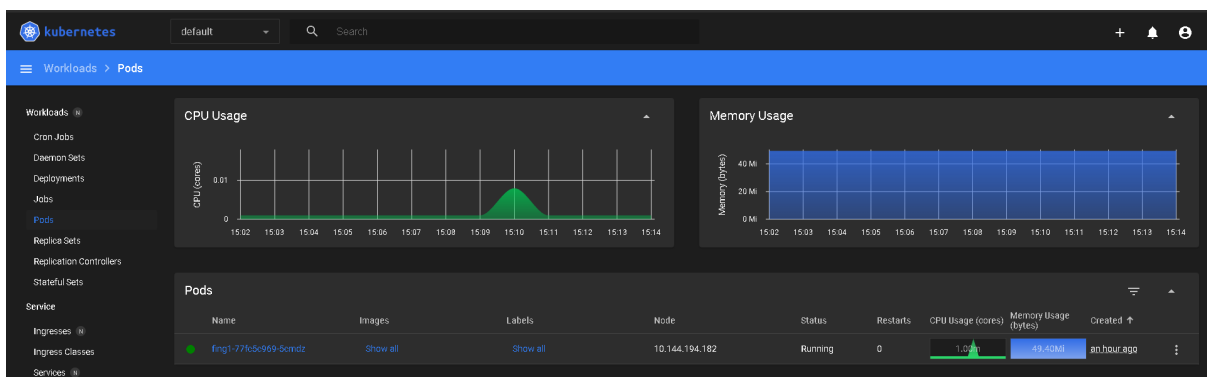 kubernetes
default
Search
Workloads > Pods
Workloads N
Cron Jobs
Daemon Sets
Deployments
Jobs
Pods
Replica Sets
Replication Controllers
Stateful Sets
Service
Ingresses N
Ingress Classes
Services N
CPU Usage
CPU (cores)
0.01
0
15:02 15:03 15:04 15:05 15:06 15:07 15:08 15:09 15:10 15:11 15:12 15:13 15:14
Memory Usage
Memory (bytes)
40 Mi
20 Mi
0 Mi
15:02 15:03 15:04 15:05 15:06 15:07 15:08 15:09 15:10 15:11 15:12 15:13 15:14
Pods
Name Images Labels Node Status Restarts CPU Usage (cores) Memory Usage (bytes) Created
Show all Show all 10.144.194.182 Running 0 1.00m 49.40Mi an hour ago